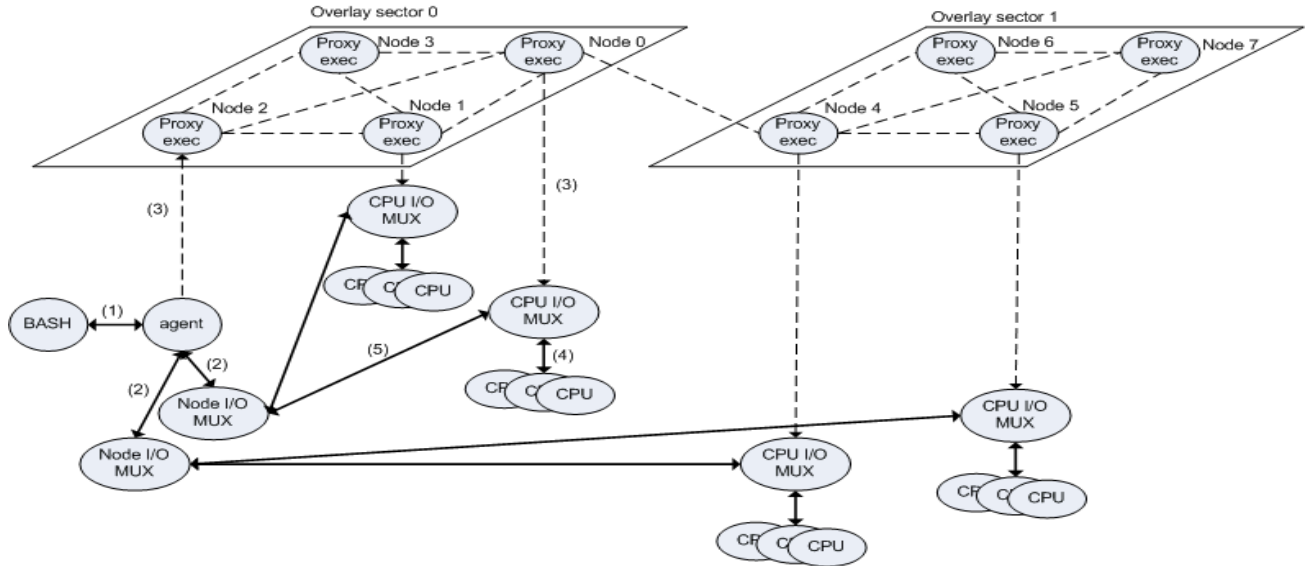 Overlay sector 0
Overlay sector 1
Proxy exec
Node 3
Proxy exec
Node 0
Proxy exec
Node 6
Proxy exec
Node 7
Node 2
Proxy exec
Node 1
Proxy exec
Node 4
Proxy exec
Node 5
Proxy exec
(3)
(3)
CPU I/O
MUX
CPU
BASH
(1)
agent
CPU I/O
MUX
(2)
(2)
(5)
(4)
CPU
Node I/O
MUX
CPU I/O
MUX
Node I/O
MUX
CPU I/O
MUX
CPU
CPU